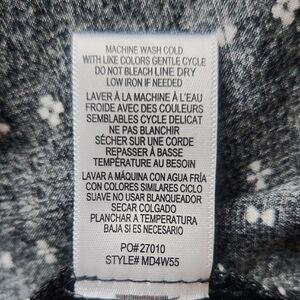 MACHINE WASH COLD
WITH LIKE COLORS GENTLE CYCLE
DO NOT BLEACH LINE DRY
LOW IRON IF NEEDED
LAVER À LA MACHINE À L'EAU
FROIDE AVEC DES COULEURS
SEMBLABLES CYCLE DELICAT
NE PAS BLANCHIR
SÉCHER SUR UNE CORDE
REPASSER À BASSE
TEMPÉRATURE AU BESOIN
LAVAR A MÁQUINA CON AGUA FRÍA
CON COLORES SIMILARES CICLO
SUAVE NO USAR BLANQUEADOR
SECAR COLGADO
PLANCHAR A TEMPERATURA
BAJA SI ES NECESARIO
PO# 27010
STYLE# MD4W55